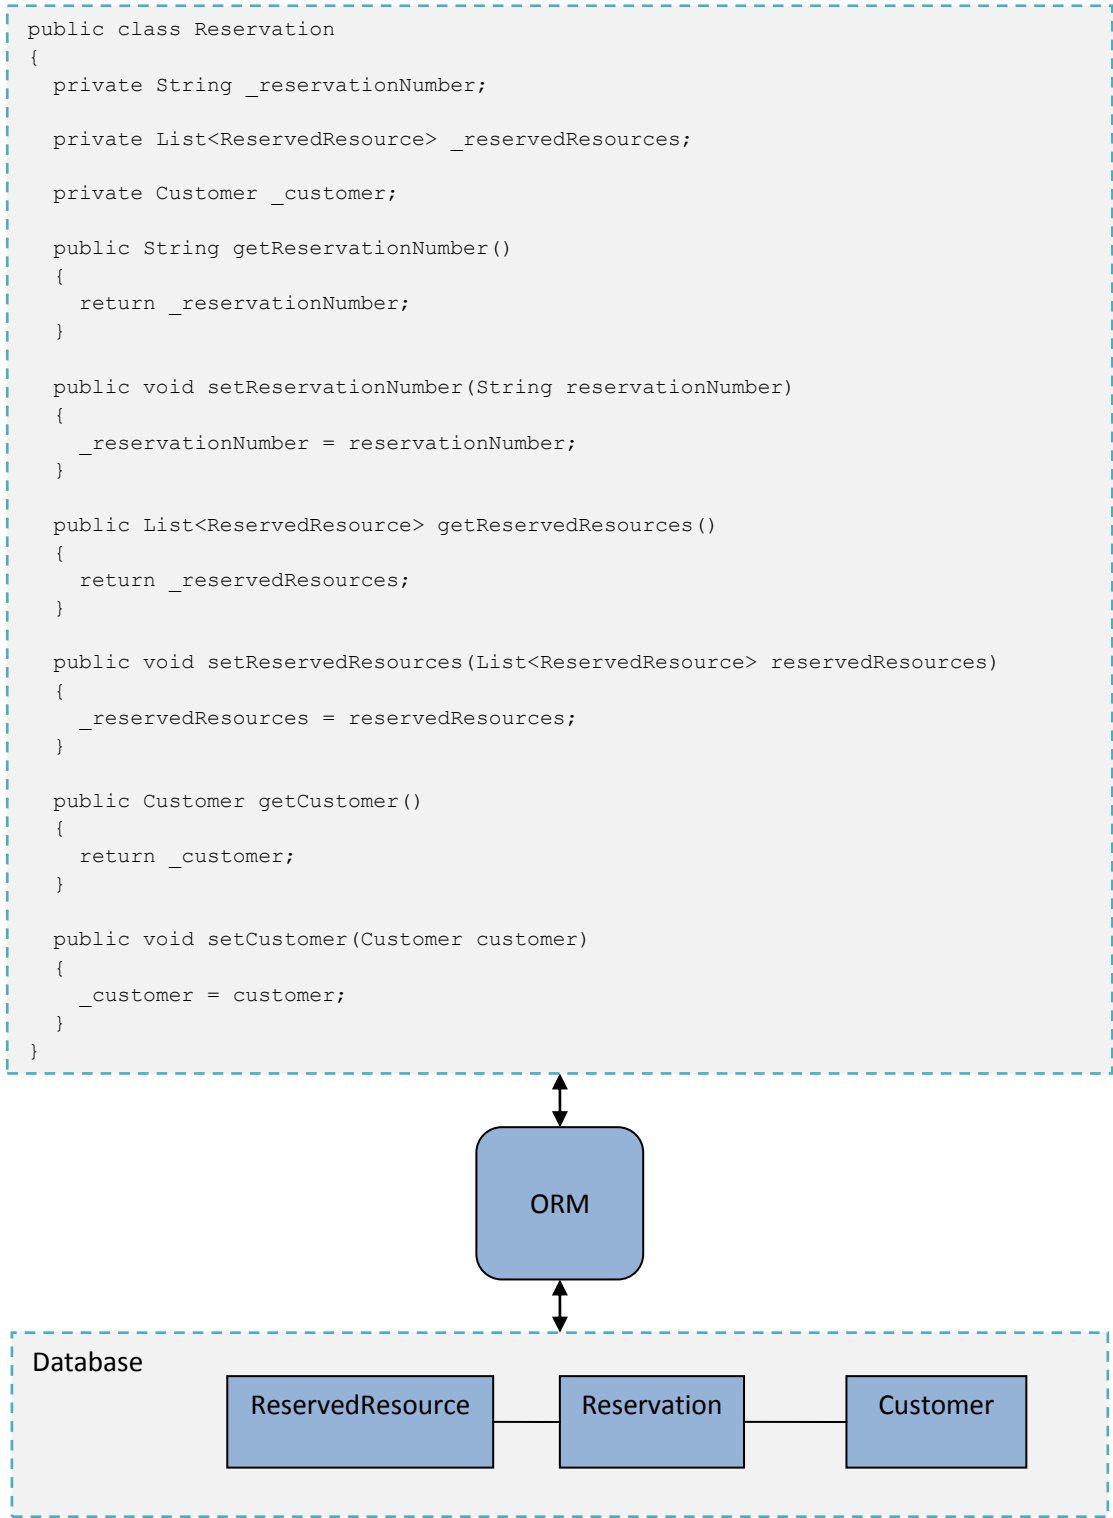 public class Reservation
{
  private String _reservationNumber;
  private List<ReservedResource> _reservedResources;
  private Customer _customer;
  public String getReservationNumber()
  {
    return _reservationNumber;
  }
  public void setReservationNumber(String reservationNumber)
  {
    _reservationNumber = reservationNumber;
  }
  public List<ReservedResource> getReservedResources()
  {
    return _reservedResources;
  }
  public void setReservedResources(List<ReservedResource> reservedResources)
  {
    _reservedResources = reservedResources;
  }
  public Customer getCustomer()
  {
    return _customer;
  }
  public void setCustomer(Customer customer)
  {
    _customer = customer;
  }
}
ORM
Database
ReservedResource
Reservation
Customer